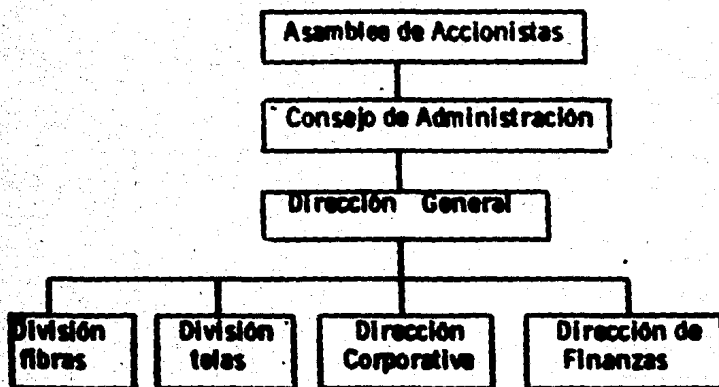 Asamblea de Accionistas
Consejo de Administración
Dirección General
División
fibras
División
telas
Dirección
Corporativa
Dirección de
Finanzas